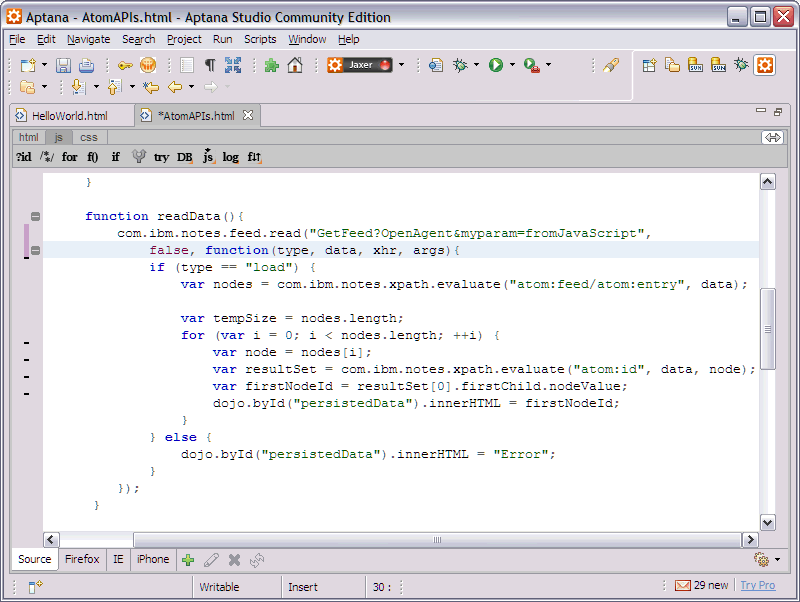 Aptana - AtomAPIs.html - Aptana Studio Community Edition
File Edit Navigate Search Project Run Scripts Window Help
Jaxer
HelloWorld.html *AtomAPIs.html
html js css
?id /*/ for f() if try DB js log
}
function readData(){
com.ibm.notes.feed.read("GetFeed?OpenAgent&myparam=fromJavaScript",
false, function(type, data, xhr, args){
if (type == "load") {
var nodes = com.ibm.notes.xpath.evaluate("atom:feed/atom:entry", data);
var tempSize = nodes.length;
for (var i = 0; i < nodes.length; ++i) {
var node = nodes[i];
var resultSet = com.ibm.notes.xpath.evaluate("atom:id", data, node);
var firstNodeId = resultSet[0].firstChild.nodeValue;
dojo.byId("persistedData").innerHTML = firstNodeId;
}
} else {
dojo.byId("persistedData").innerHTML = "Error";
}
});
}
Source Firefox IE iPhone
Writable Insert 30 : 29 new Try Pro